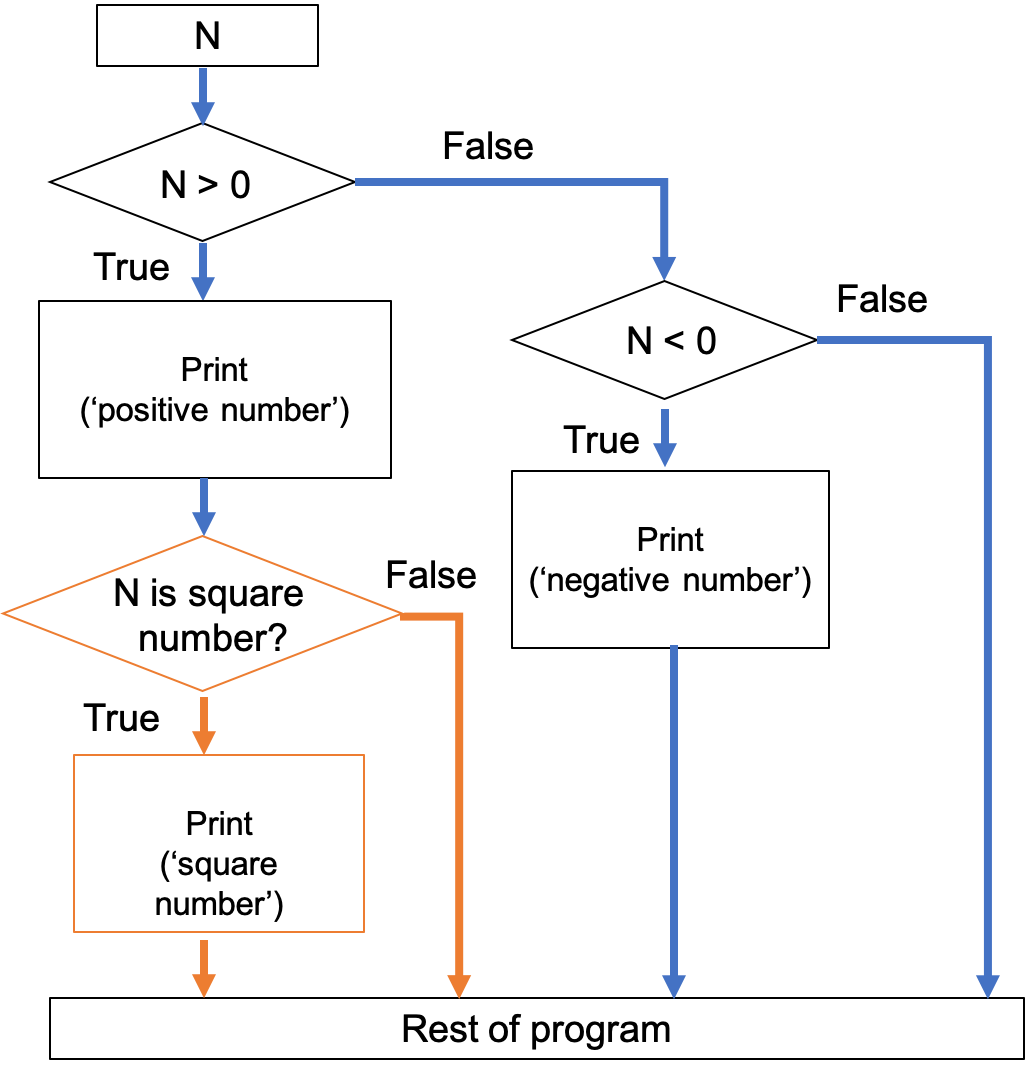 N
N > 0
False
True
Print
(‘positive number’)
N < 0
False
True
Print
(‘negative number’)
N is square
number?
False
True
Print
(‘square
number’)
Rest of program